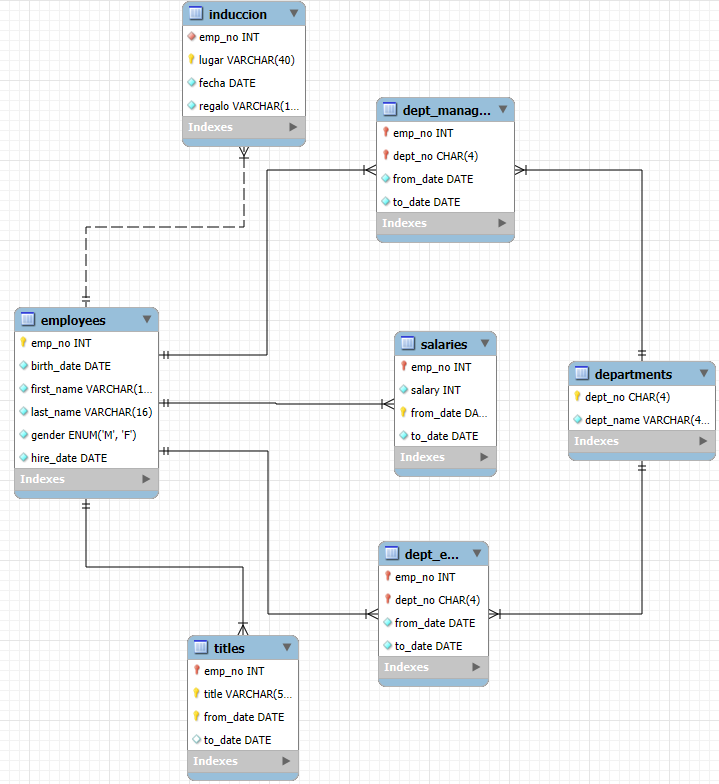 induccion
emp_no INT
lugar VARCHAR(40)
fecha DATE
regalo VARCHAR(1...
Indexes
dept_manag...
emp_no INT
dept_no CHAR(4)
from_date DATE
to_date DATE
Indexes
employees
emp_no INT
birth_date DATE
first_name VARCHAR(1...
last_name VARCHAR(16)
gender ENUM('M', 'F')
hire_date DATE
Indexes
salaries
emp_no INT
salary INT
from_date DA...
to_date DATE
Indexes
departments
dept_no CHAR(4)
dept_name VARCHAR(4...
Indexes
dept_e...
emp_no INT
dept_no CHAR(4)
from_date DATE
to_date DATE
Indexes
titles
emp_no INT
title VARCHAR(5...
from_date DATE
to_date DATE
Indexes